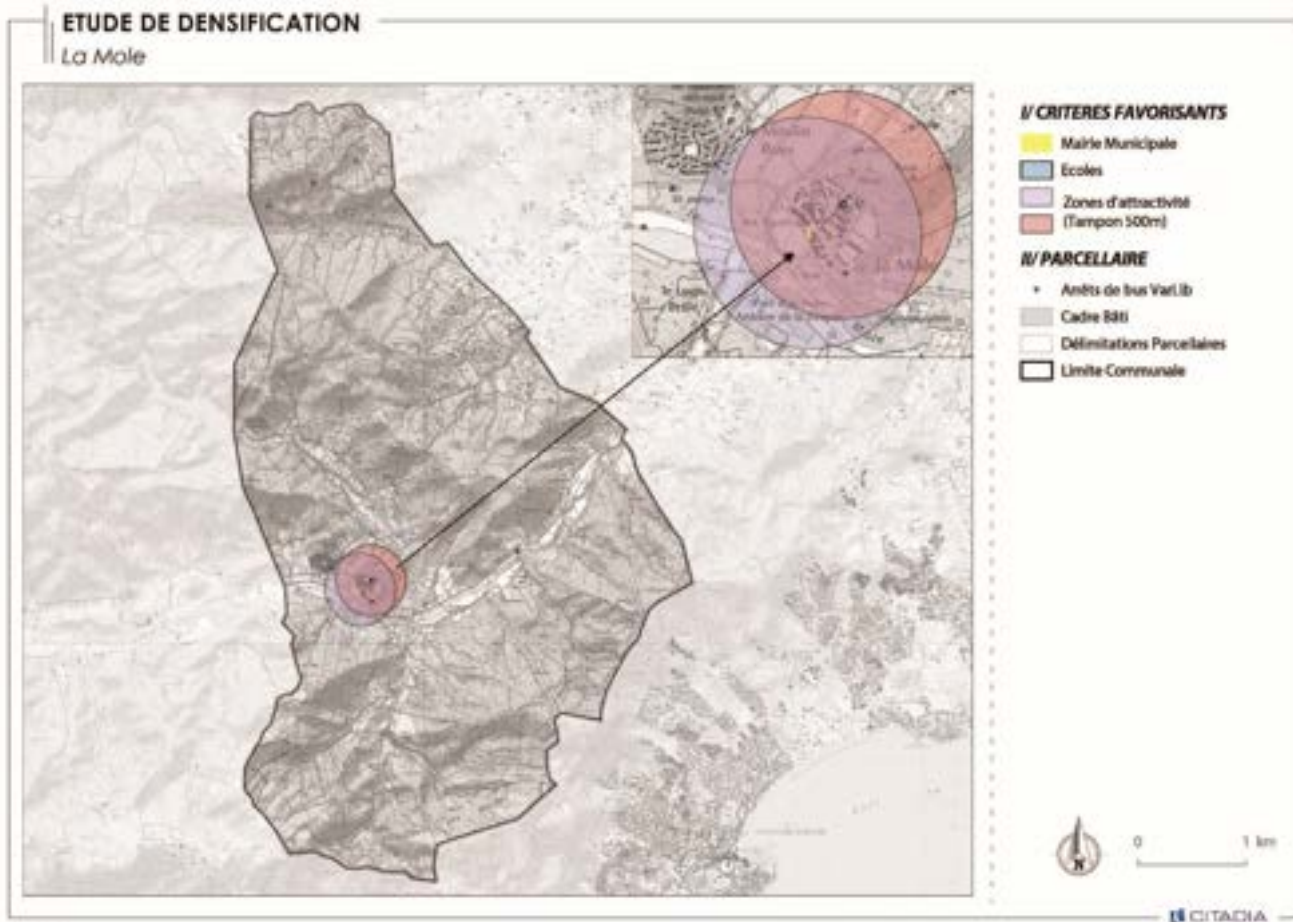 ETUDE DE DENSIFICATION
La Mole
I/ CRITERES FAVORISANTS
Mairie Municipale
Ecoles
Zones d'attractivité
(Tampon 500m)
II/ PARCELLAIRE
Arrêts de bus Varlib
Cadre Bâti
Délimitations Parcellaires
Limite Communale
Moulin
N
0 1 km
CITADIA